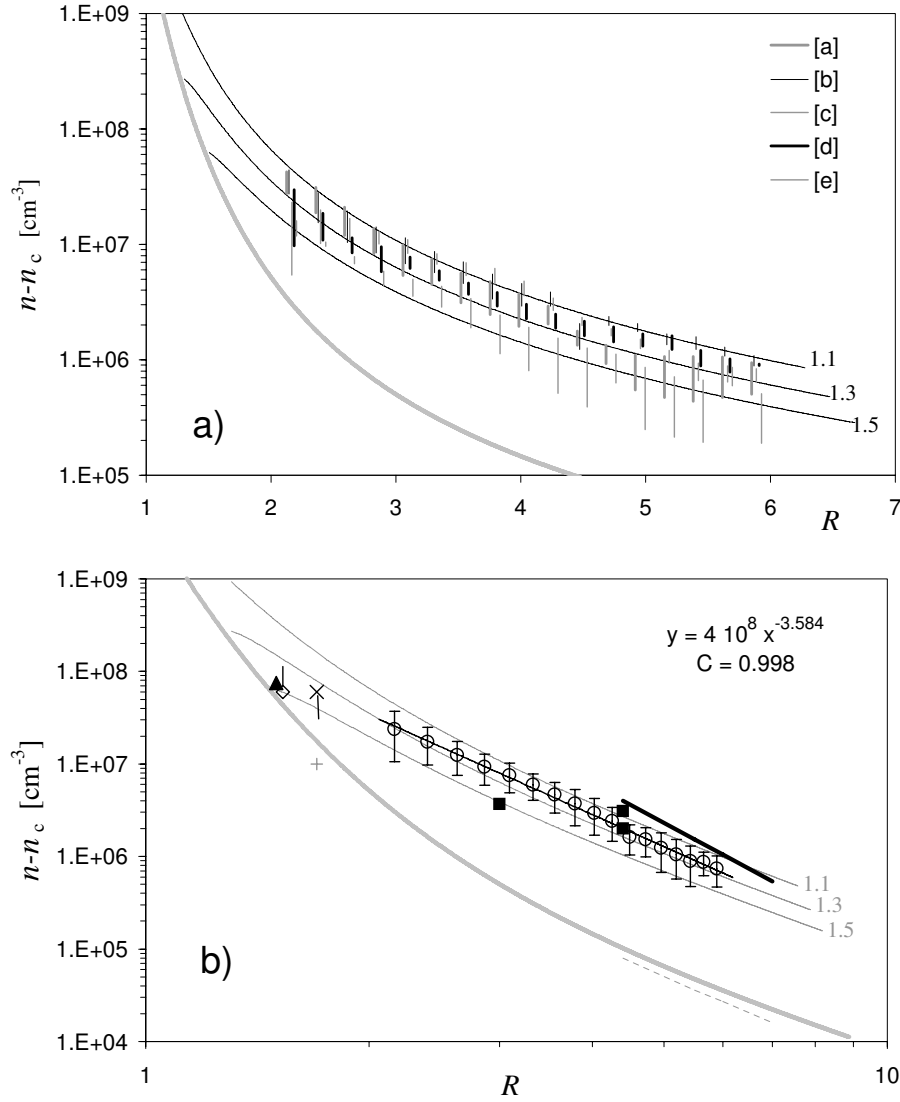 1.E+09
1.E+08
1.E+07
1.E+06
1.E+05
n-n c [cm-3]
[a]
[b]
[c]
[d]
[e]
1.1
1.3
1.5
a)
1 2 3 4 5 6 7
R
1.E+09
1.E+08
1.E+07
1.E+06
1.E+05
1.E+04
n-n c [cm-3]
y = 4 10^8 x^-3.584
C = 0.998
1.1
1.3
1.5
b)
1 10
R